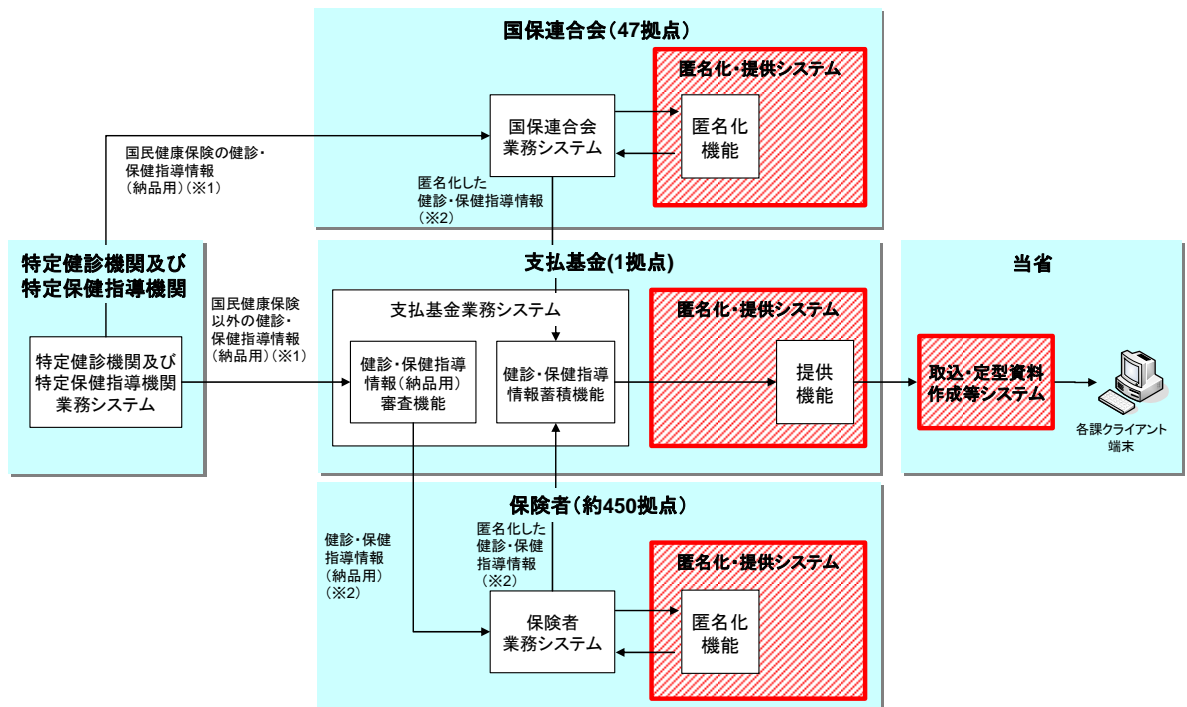 国保連合会(47拠点)
匿名化・提供システム
国保連合会
業務システム
匿名化
機能
国民健康保険の健診・
保健指導情報
(納品用)(※1)
匿名化した
健診・保健指導情報
(※2)
特定健診機関及び
特定保健指導機関
特定健診機関及び
特定保健指導機関
業務システム
国民健康保険
以外の健診・
保健指導情報
(納品用)(※1)
支払基金(1拠点)
支払基金業務システム
健診・保健指導
情報(納品用)
審査機能
健診・保健指導
情報蓄積機能
匿名化・提供システム
提供
機能
当省
取込・定型資料
作成等システム
各課クライアント
端末
保険者(約450拠点)
健診・保健
指導情報
(納品用)
(※2)
匿名化した
健診・保健
指導情報
(※2)
保険者
業務システム
匿名化・提供システム
匿名化
機能